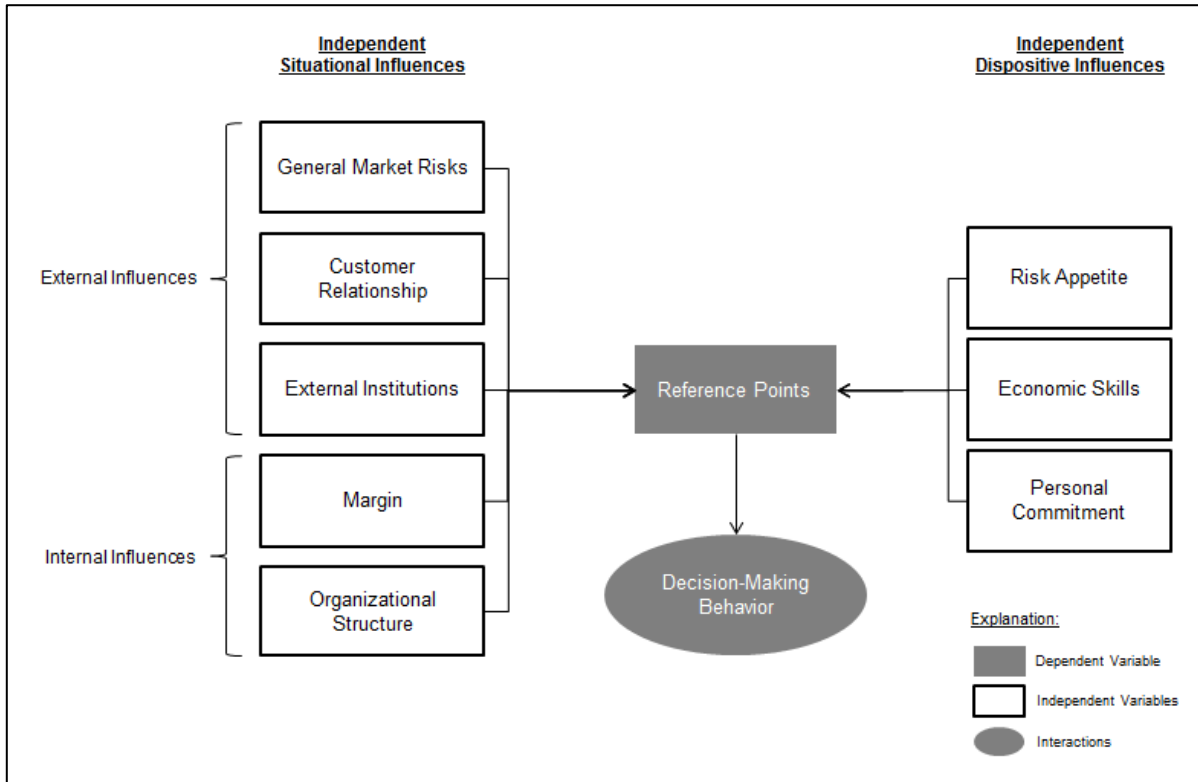 Independent
Situational Influences
Independent
Dispositive Influences
General Market Risks
Customer
Relationship
External Influences
External Institutions
Margin
Internal Influences
Organizational
Structure
Reference Points
Decision-Making
Behavior
Risk Appetite
Economic Skills
Personal
Commitment
Explanation:
Dependent Variable
Independent Variables
Interactions